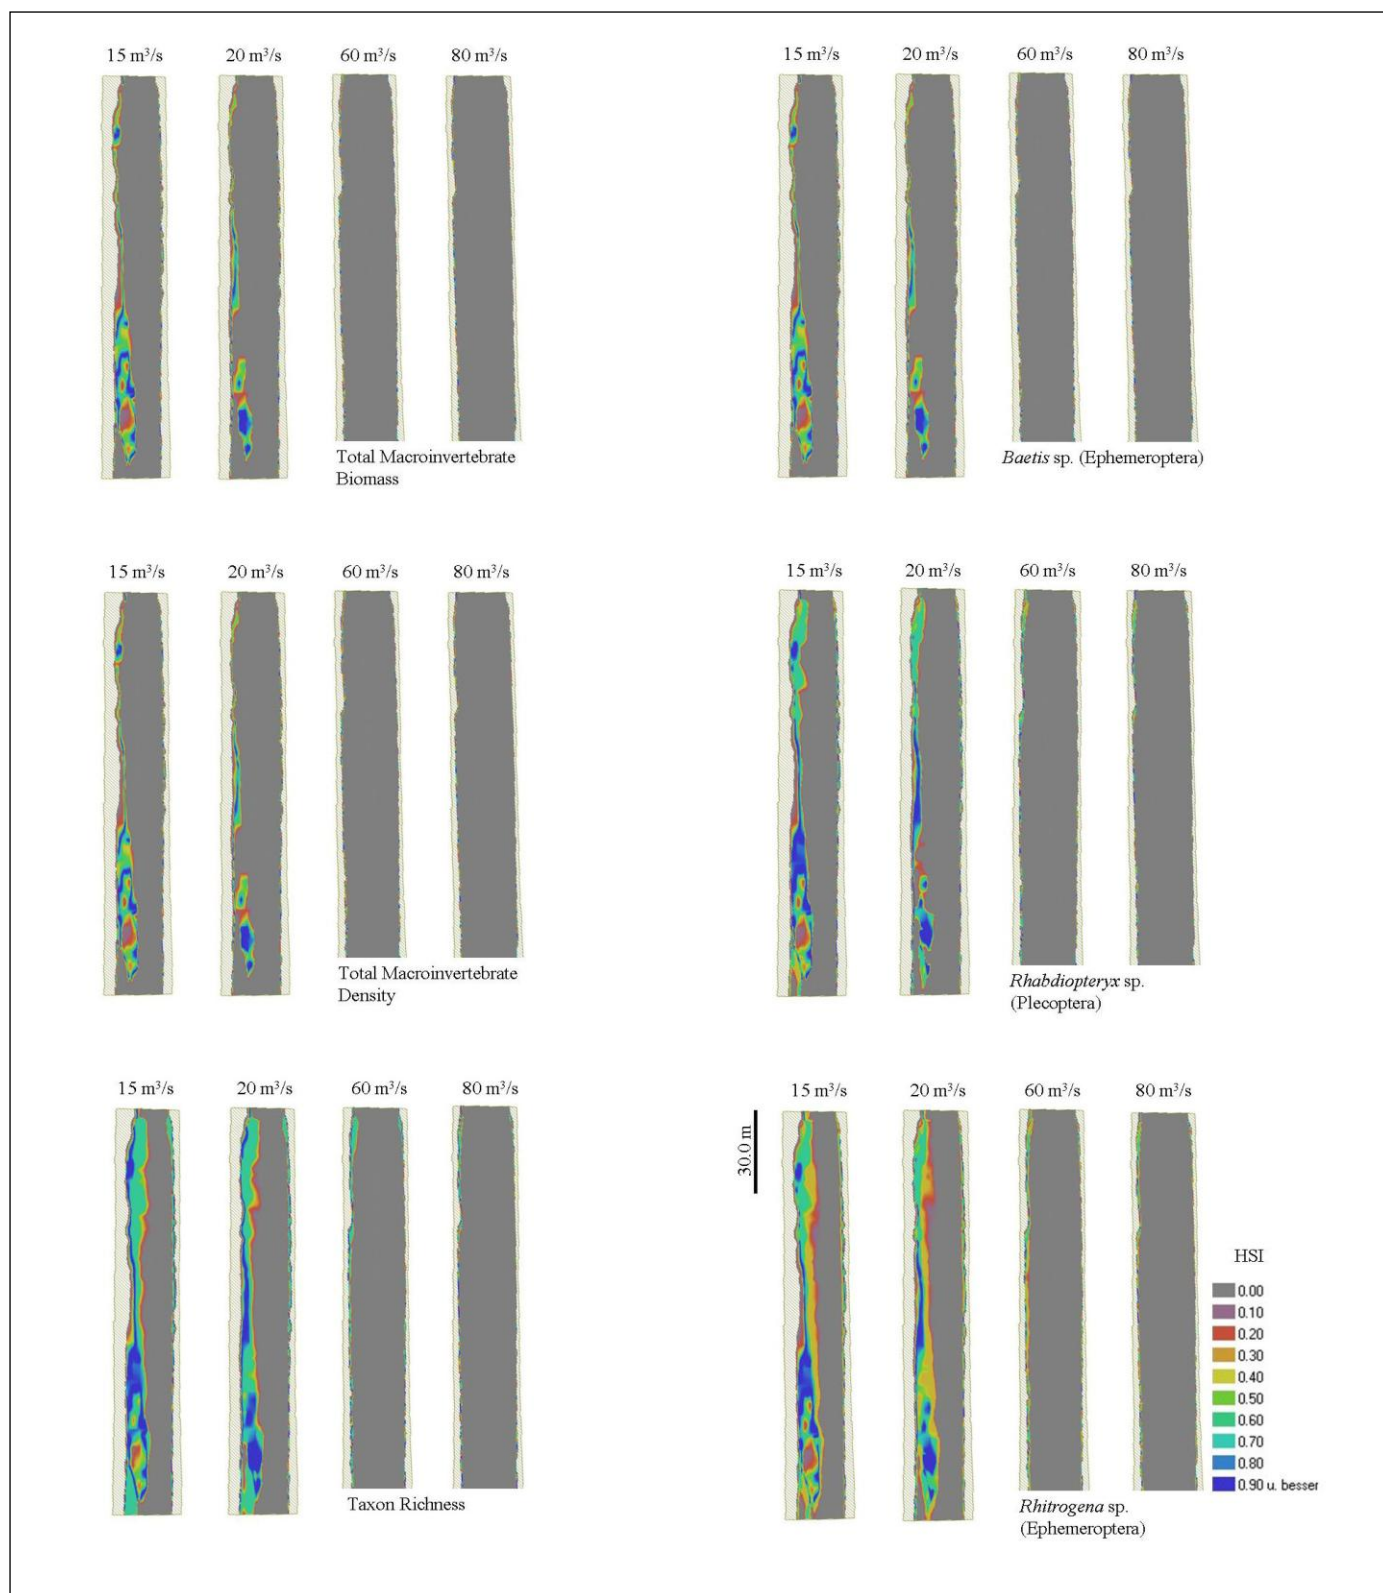 15 m³/s 20 m³/s 60 m³/s 80 m³/s
Total Macroinvertebrate
Biomass
15 m³/s 20 m³/s 60 m³/s 80 m³/s
Baetis sp. (Ephemeroptera)
15 m³/s 20 m³/s 60 m³/s 80 m³/s
Total Macroinvertebrate
Density
15 m³/s 20 m³/s 60 m³/s 80 m³/s
Rhabdiopteryx sp.
(Plecoptera)
15 m³/s 20 m³/s 60 m³/s 80 m³/s
Taxon Richness
15 m³/s 20 m³/s 60 m³/s 80 m³/s
30.0 m
Rhitrogena sp.
(Ephemeroptera)
HSI
0.00
0.10
0.20
0.30
0.40
0.50
0.60
0.70
0.80
0.90 u. besser